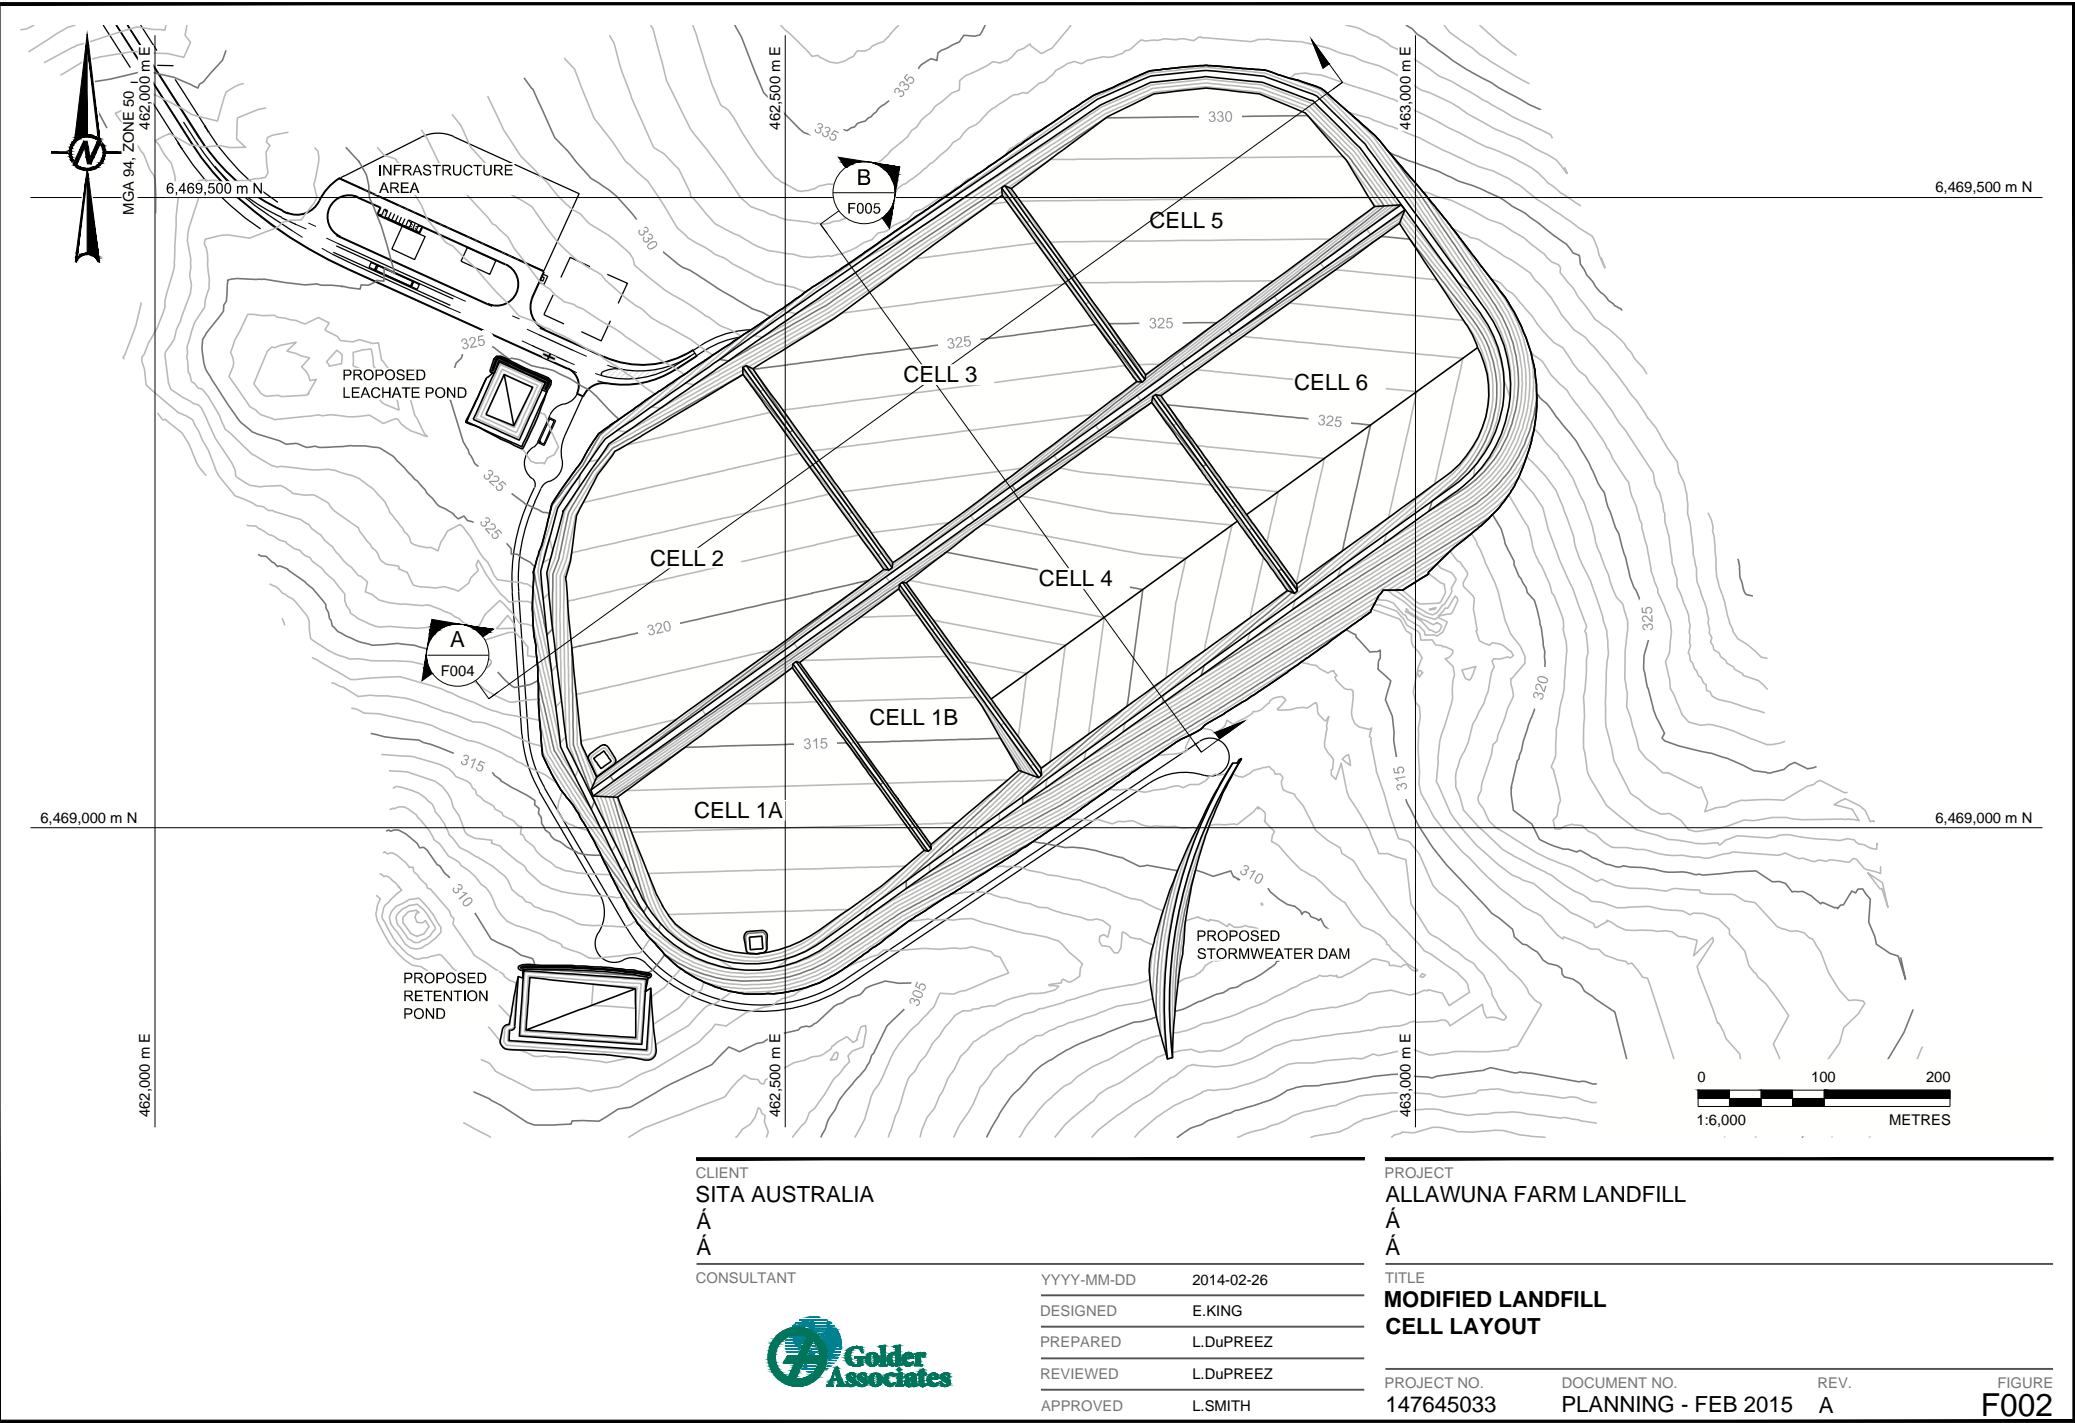 MGA 94, ZONE 50
462,000 m E
462,500 m E
463,000 m E
6,469,500 m N
6,469,500 m N
335
335
330
330
INFRASTRUCTURE
AREA
B
F005
CELL 5
325
325
325
CELL 3
CELL 6
325
PROPOSED
LEACHATE POND
325
325
CELL 2
CELL 4
320
A
F004
325
320
CELL 1B
315
315
315
CELL 1A
6,469,000 m N
6,469,000 m N
310
310
PROPOSED
STORMWEATER DAM
305
PROPOSED
RETENTION
POND
462,000 m E
462,500 m E
463,000 m E
0 100 200
1:6,000 METRES
CLIENT
SITA AUSTRALIA
Á
Á
PROJECT
ALLAWUNA FARM LANDFILL
Á
Á
CONSULTANT
Golder
Associates
YYYY-MM-DD 2014-02-26
DESIGNED E.KING
PREPARED L.DuPREEZ
REVIEWED L.DuPREEZ
APPROVED L.SMITH
TITLE
MODIFIED LANDFILL
CELL LAYOUT
PROJECT NO. DOCUMENT NO. REV. FIGURE
147645033 PLANNING - FEB 2015 A F002
N